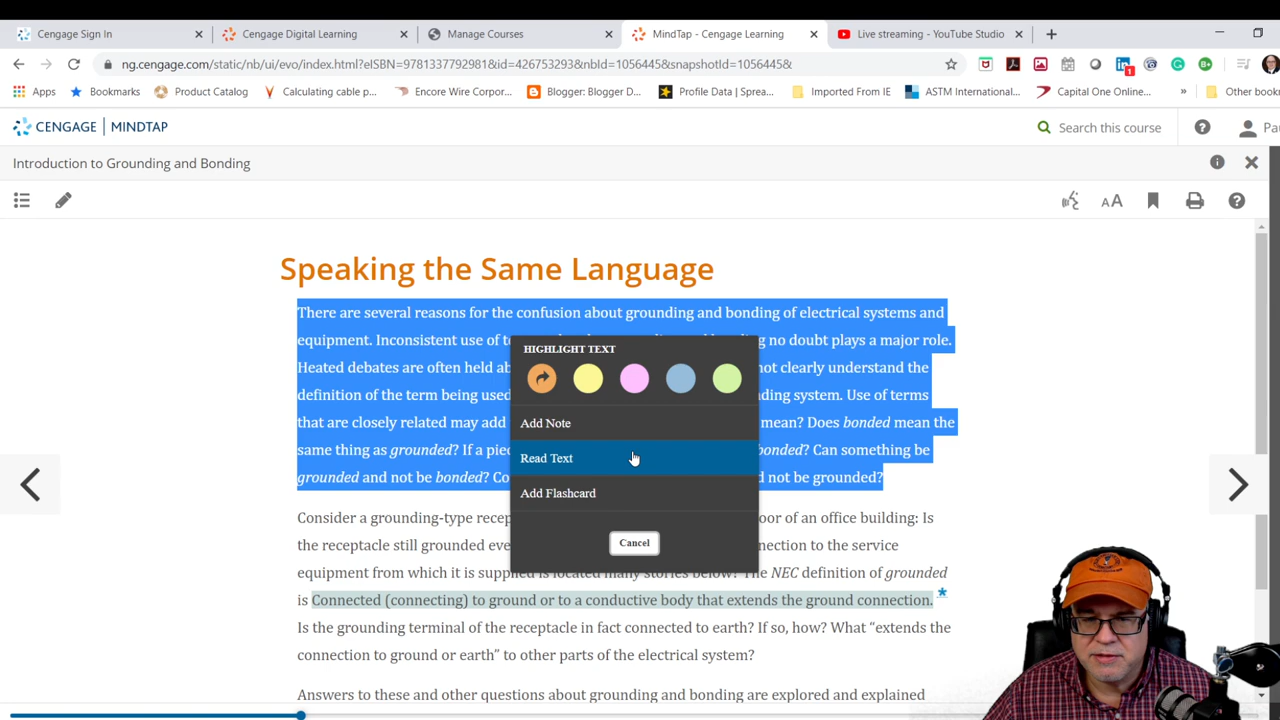 Cengage Sign In
Cengage Digital Learning
Manage Courses
MindTap - Cengage Learning
Live streaming - YouTube Studio
ng.cengage.com/static/nb/ui/evo/index.html?eISBN=9781337792981&id=426753293&nbId=1056445&snapshotId=1056445&
1
Apps
Bookmarks
Product Catalog
Calculating cable p...
Encore Wire Corpor...
Blogger: Blogger D...
Profile Data | Sprea...
Imported From IE
ASTM International...
Capital One Online...
»
Other book
CENGAGE | MINDTAP
Search this course
Pa
Introduction to Grounding and Bonding
AA
Speaking the Same Language
There are several reasons for the confusion about grounding and bonding of electrical systems and
equipment. Inconsistent use of no doubt plays a major role.
Heated debates are often held not clearly understand the
definition of the term being used system. Use of terms
that are closely related may add mean? Does bonded mean the
same thing as grounded? If a bonded? Can something be
grounded and not be bonded? not be grounded?
HIGHLIGHT TEXT
Add Note
Read Text
Add Flashcard
Cancel
Consider a grounding-type of an office building: Is
the receptacle still grounded to the service
equipment from which it is supplied is located many stories below? The NEC definition of grounded
is Connected (connecting) to ground or to a conductive body that extends the ground connection.
Is the grounding terminal of the receptacle in fact connected to earth? If so, how? What “extends the
connection to ground or earth” to other parts of the electrical system?
Answers to these and other questions about grounding and bonding are explored and explained